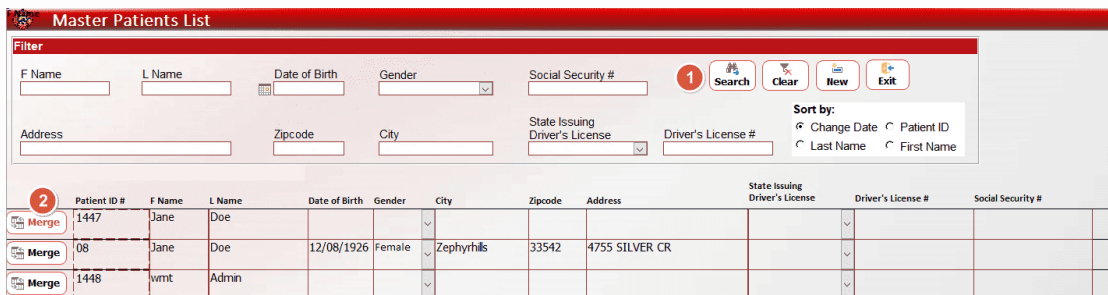 F Name
Master Patients List
Filter
F Name L Name Date of Birth Gender Social Security #
1 Search Clear New Exit
Sort by:
Change Date Patient ID
Last Name First Name
Address Zipcode City State Issuing Driver's License Driver's License #
2
Patient ID # F Name L Name Date of Birth Gender City Zipcode Address State Issuing Driver's License Driver's License # Social Security #
Merge 1447 Jane Doe
Merge 08 Jane Doe 12/08/1926 Female Zephyrhills 33542 4755 SILVER CR
Merge 1448 wmt Admin